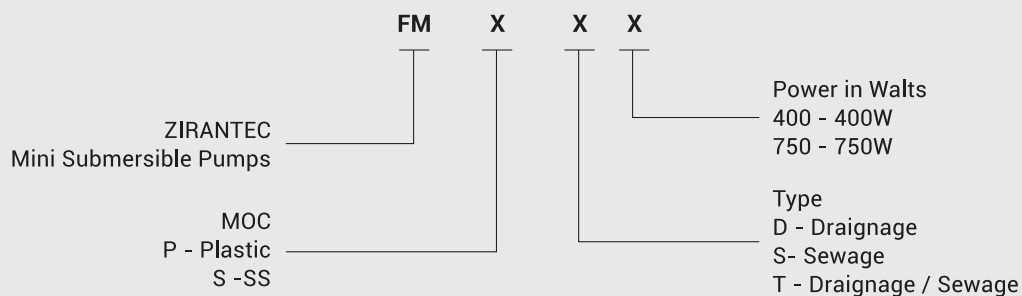 FM X X X
ZIRANTEC
Mini Submersible Pumps
MOC
P - Plastic
S -SS
Power in Walts
400 - 400W
750 - 750W
Type
D - Draignage
S- Sewage
T - Draignage / Sewage